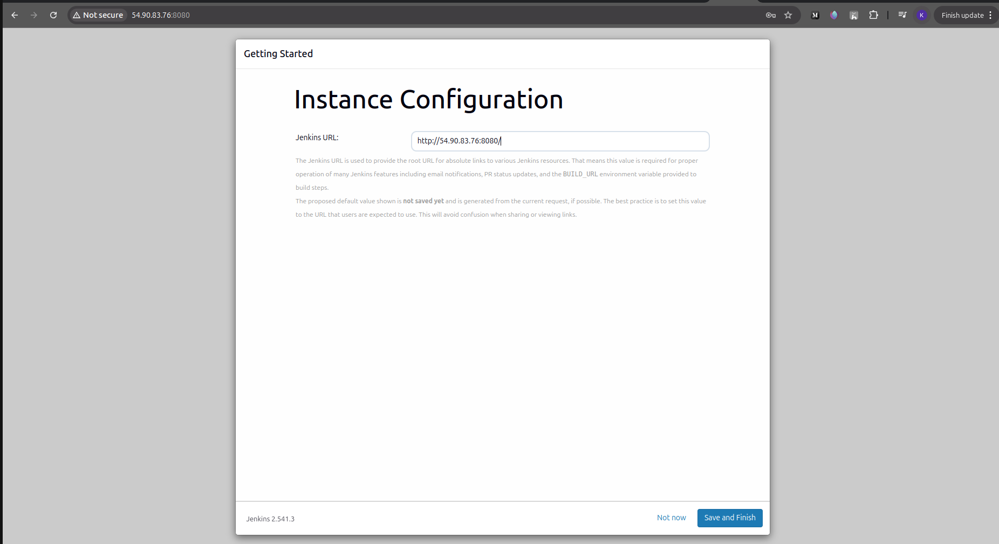 Not secure 54.90.83.76:8080
M
K
Finish update
Getting Started
Instance Configuration
Jenkins URL: http://54.90.83.76:8080/
The Jenkins URL is used to provide the root URL for absolute links to various Jenkins resources. That means this value is required for proper
operation of many Jenkins features including email notifications, PR status updates, and the BUILD_URL environment variable provided to
build steps.
The proposed default value shown is not saved yet and is generated from the current request, if possible. The best practice is to set this value
to the URL that users are expected to use. This will avoid confusion when sharing or viewing links.
Jenkins 2.541.3
Not now
Save and Finish